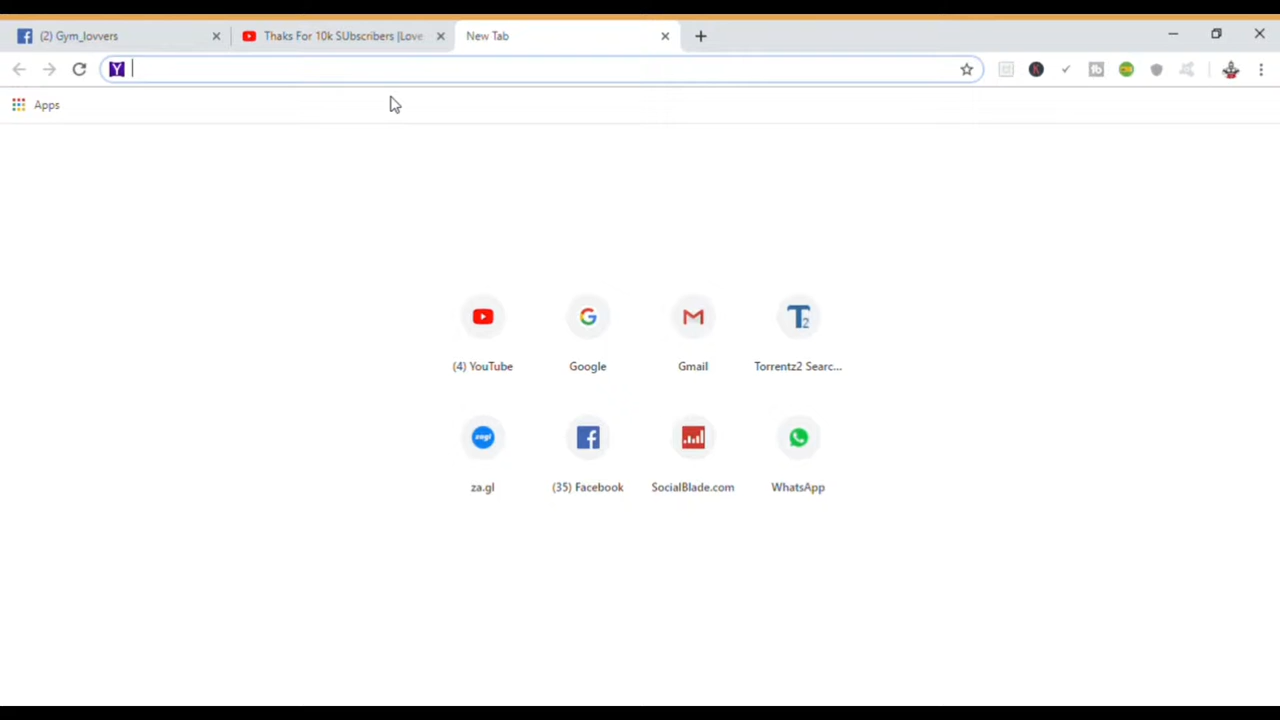 (2) Gym_lovvers
Thaks For 10k SUbscribers |Love
New Tab
Apps
(4) YouTube
Google
Gmail
Torrentz2 Searc...
za.gl
(35) Facebook
SocialBlade.com
WhatsApp